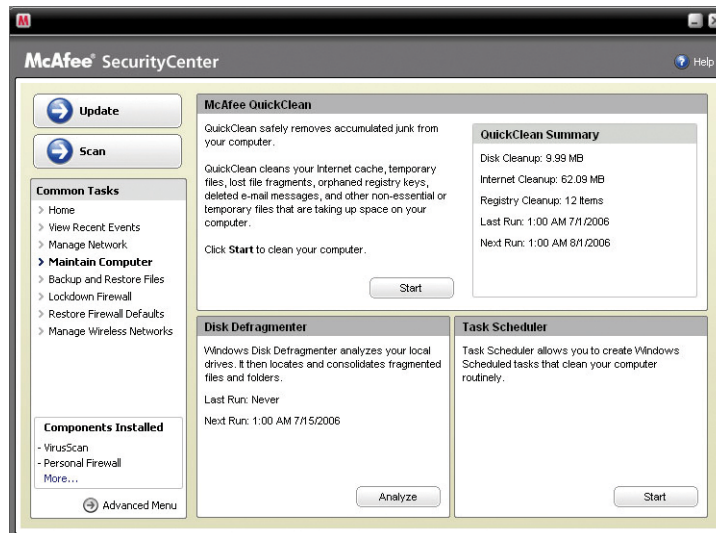 McAfee® SecurityCenter
Help
Update
Scan
Common Tasks
> Home
> View Recent Events
> Manage Network
> Maintain Computer
> Backup and Restore Files
> Lockdown Firewall
> Restore Firewall Defaults
> Manage Wireless Networks
Components Installed
- VirusScan
- Personal Firewall
More...
Advanced Menu
McAfee QuickClean
QuickClean safely removes accumulated junk from
your computer.
QuickClean cleans your Internet cache, temporary
files, lost file fragments, orphaned registry keys,
deleted e-mail messages, and other non-essential or
temporary files that are taking up space on your
computer.
Click Start to clean your computer.
Start
QuickClean Summary
Disk Cleanup: 9.99 MB
Internet Cleanup: 62.09 MB
Registry Cleanup: 12 Items
Last Run: 1:00 AM 7/1/2006
Next Run: 1:00 AM 8/1/2006
Disk Defragmenter
Windows Disk Defragmenter analyzes your local
drives. It then locates and consolidates fragmented
files and folders.
Last Run: Never
Next Run: 1:00 AM 7/15/2006
Analyze
Task Scheduler
Task Scheduler allows you to create Windows
Scheduled tasks that clean your computer
routinely.
Start